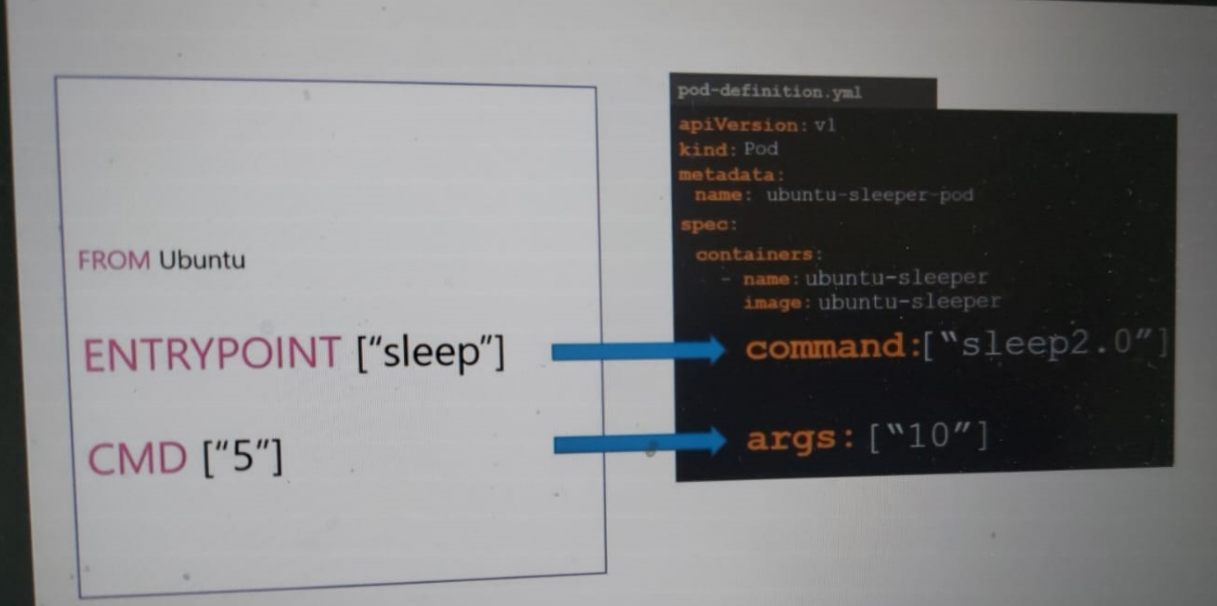 FROM Ubuntu
ENTRYPOINT ["sleep"]
CMD ["5"]
pod-definition.yml
apiVersion: v1
kind: Pod
metadata:
name: ubuntu-sleeper-pod
spec:
containers:
- name: ubuntu-sleeper
image: ubuntu-sleeper
command:["sleep2.0"]
args: ["10"]